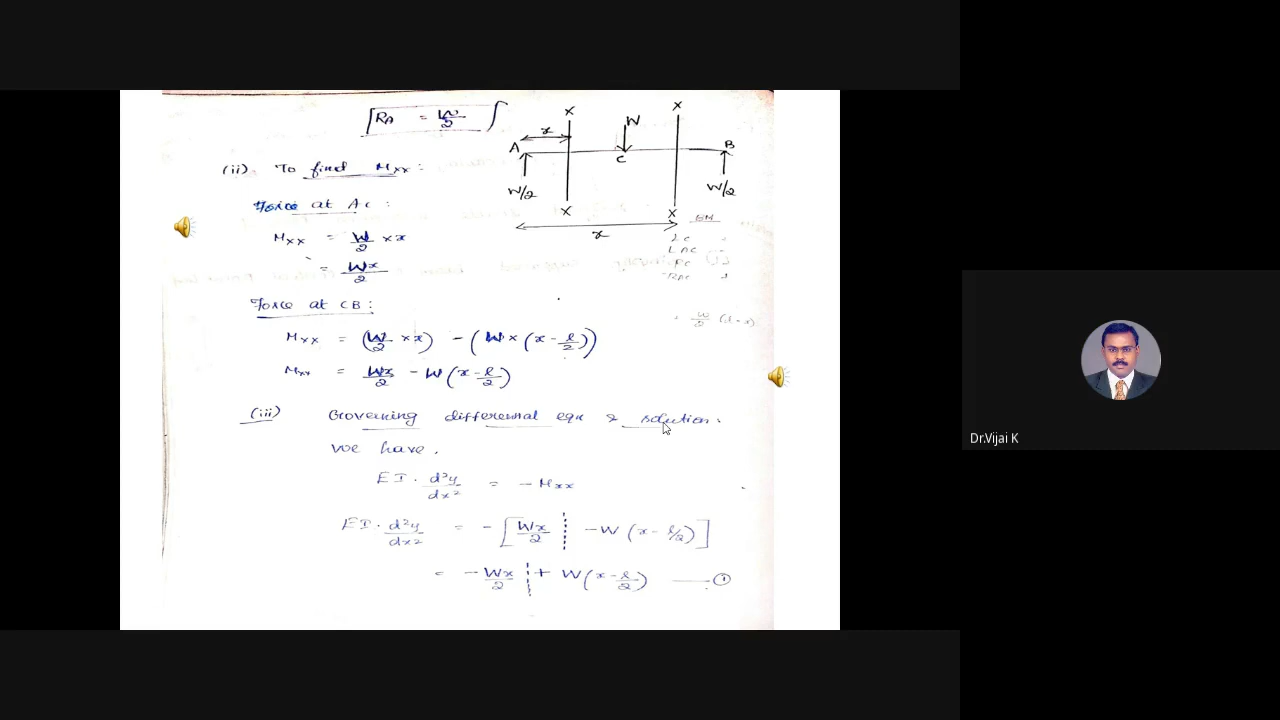 RA = W/2
(ii) To find Mxx :
Force at Ac :
Mxx = W/2 × x
= Wx/2
Force at CB :
Mxx = (W/2 × x) - (W × (x - l/2))
Mxx = Wx/2 - W (x - l/2)
(iii) Governing differential eqn & solution.
we have,
EI . d²y/dx² = - Mxx
EI . d²y/dx² = - [Wx/2 ┊ - W (x - l/2)]
= - Wx/2 ┊ + W (x - l/2) —— ①
X
X
x
W
A
C
B
W/2
W/2
X
X
x
BM
Dr.Vijai K